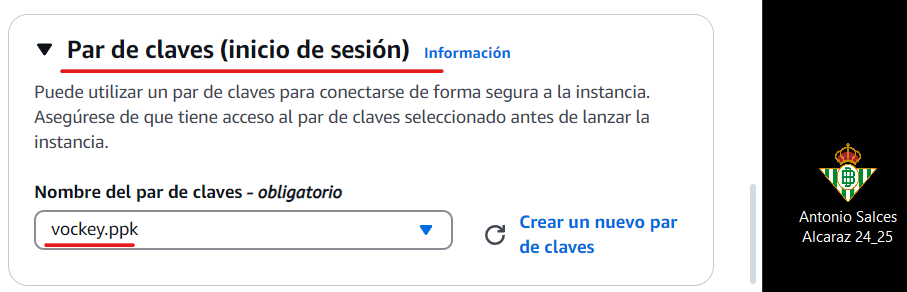 Par de claves (inicio de sesión) Información
Puede utilizar un par de claves para conectarse de forma segura a la instancia.
Asegúrese de que tiene acceso al par de claves seleccionado antes de lanzar la
instancia.
Nombre del par de claves - obligatorio
vockey.ppk
Crear un nuevo par
de claves
Antonio Salces
Alcaraz 24_25